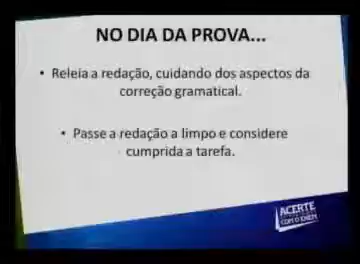 NO DIA DA PROVA...
• Releia a redação, cuidando dos aspectos da
correção gramatical.
• Passe a redação a limpo e considere
cumprida a tarefa.
ACERTE
COM O ENEM